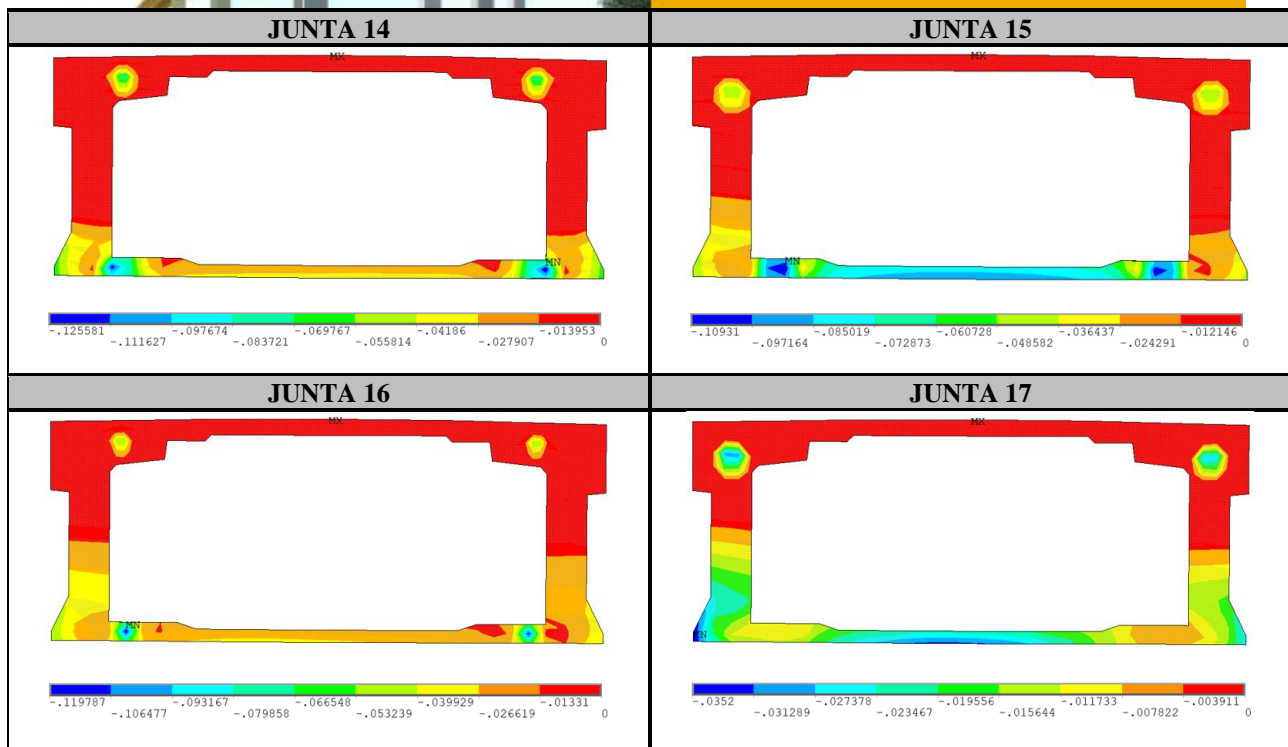 JUNTA 14
MX
MN
-.125581 -.097674 -.069767 -.04186 -.013953
-.111627 -.083721 -.055814 -.027907 0
JUNTA 15
MX
MN
-.10931 -.085019 -.060728 -.036437 -.012146
-.097164 -.072873 -.048582 -.024291 0
JUNTA 16
MX
-.119787 -.093167 -.066548 -.039929 -.01331
-.106477 -.079858 -.053239 -.026619 0
JUNTA 17
MX
-.0352 -.027378 -.019556 -.011733 -.003911
-.031289 -.023467 -.015644 -.007822 0